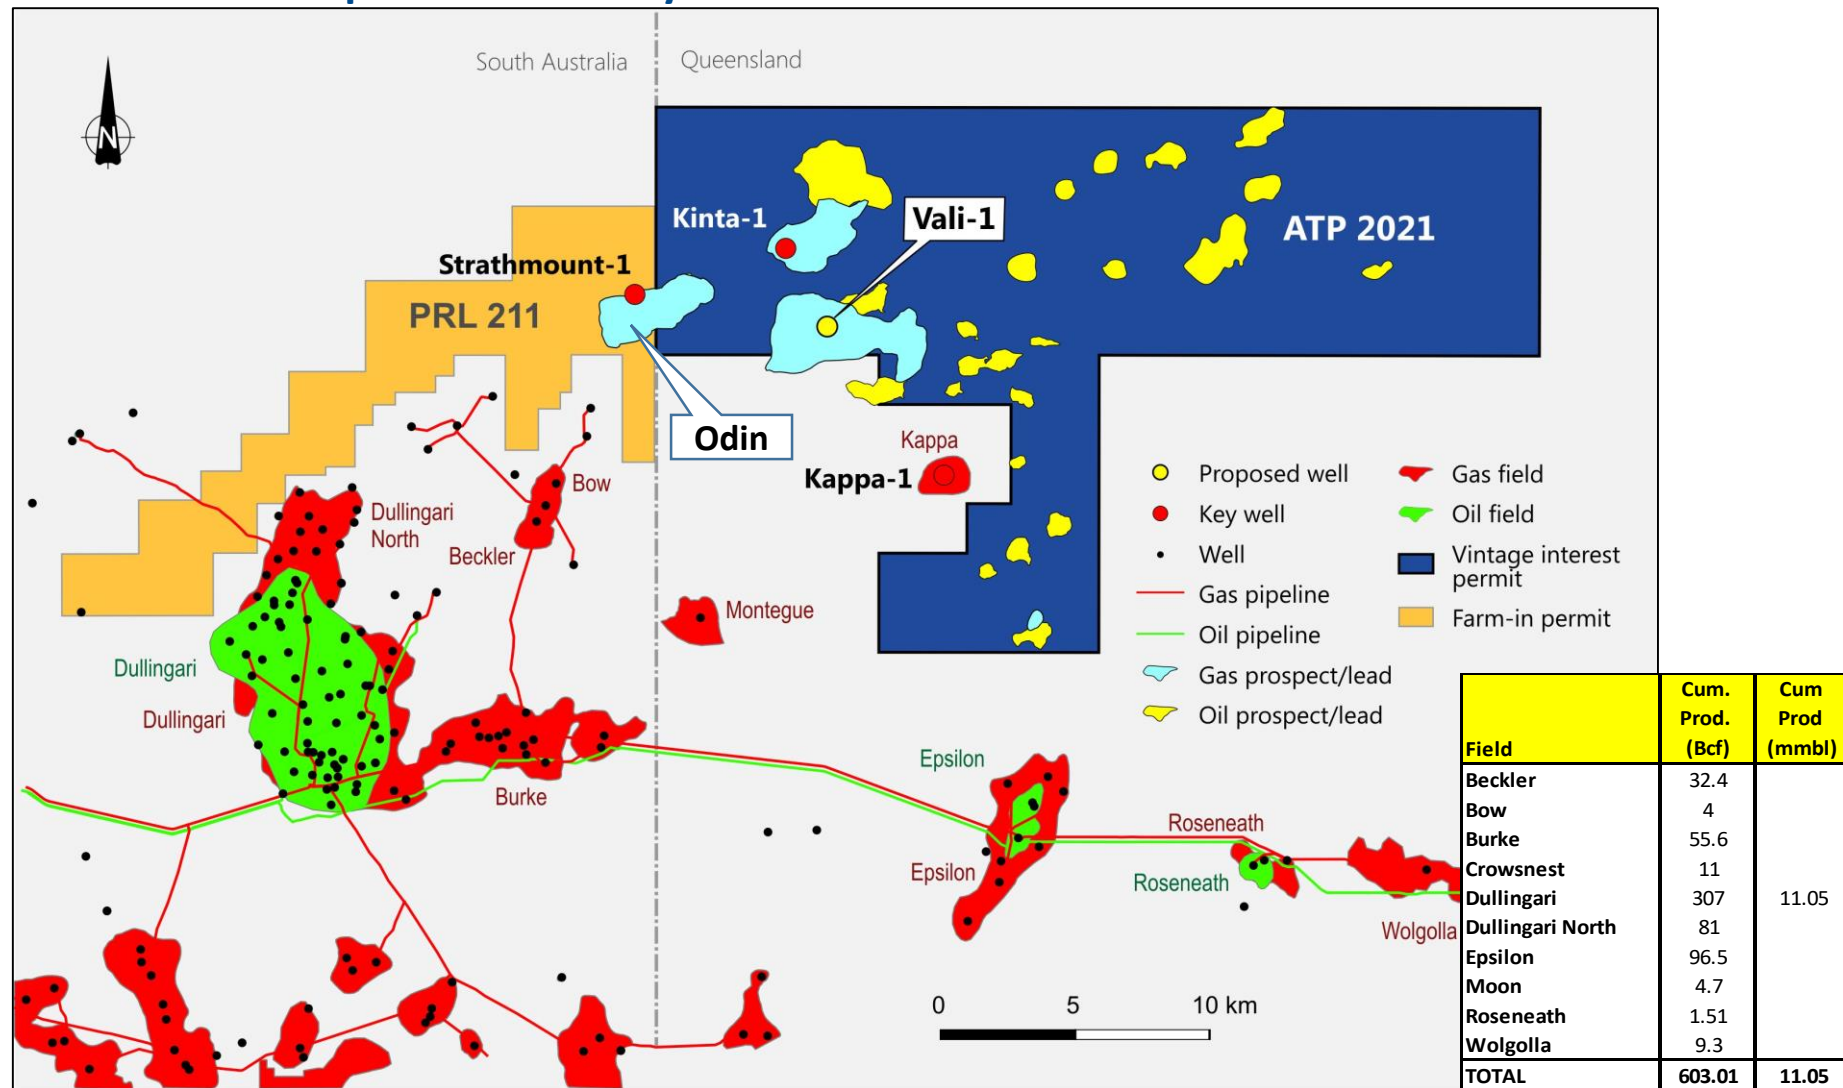 South Australia
Queensland
N
Kinta-1
Vali-1
ATP 2021
Strathmount-1
PRL 211
Odin
Kappa
Kappa-1
Bow
Dullingari
North
Beckler
Montegue
Dullingari
Dullingari
Burke
Epsilon
Epsilon
Roseneath
Roseneath
Wolgolla
Proposed well
Key well
Well
Gas pipeline
Oil pipeline
Gas prospect/lead
Oil prospect/lead
Gas field
Oil field
Vintage interest
permit
Farm-in permit
0 5 10 km
Field Cum. Prod. (Bcf) Cum Prod (mmbl)
Beckler 32.4
Bow 4
Burke 55.6
Crowsnest 11
Dullingari 307 11.05
Dullingari North 81
Epsilon 96.5
Moon 4.7
Roseneath 1.51
Wolgolla 9.3
TOTAL 603.01 11.05